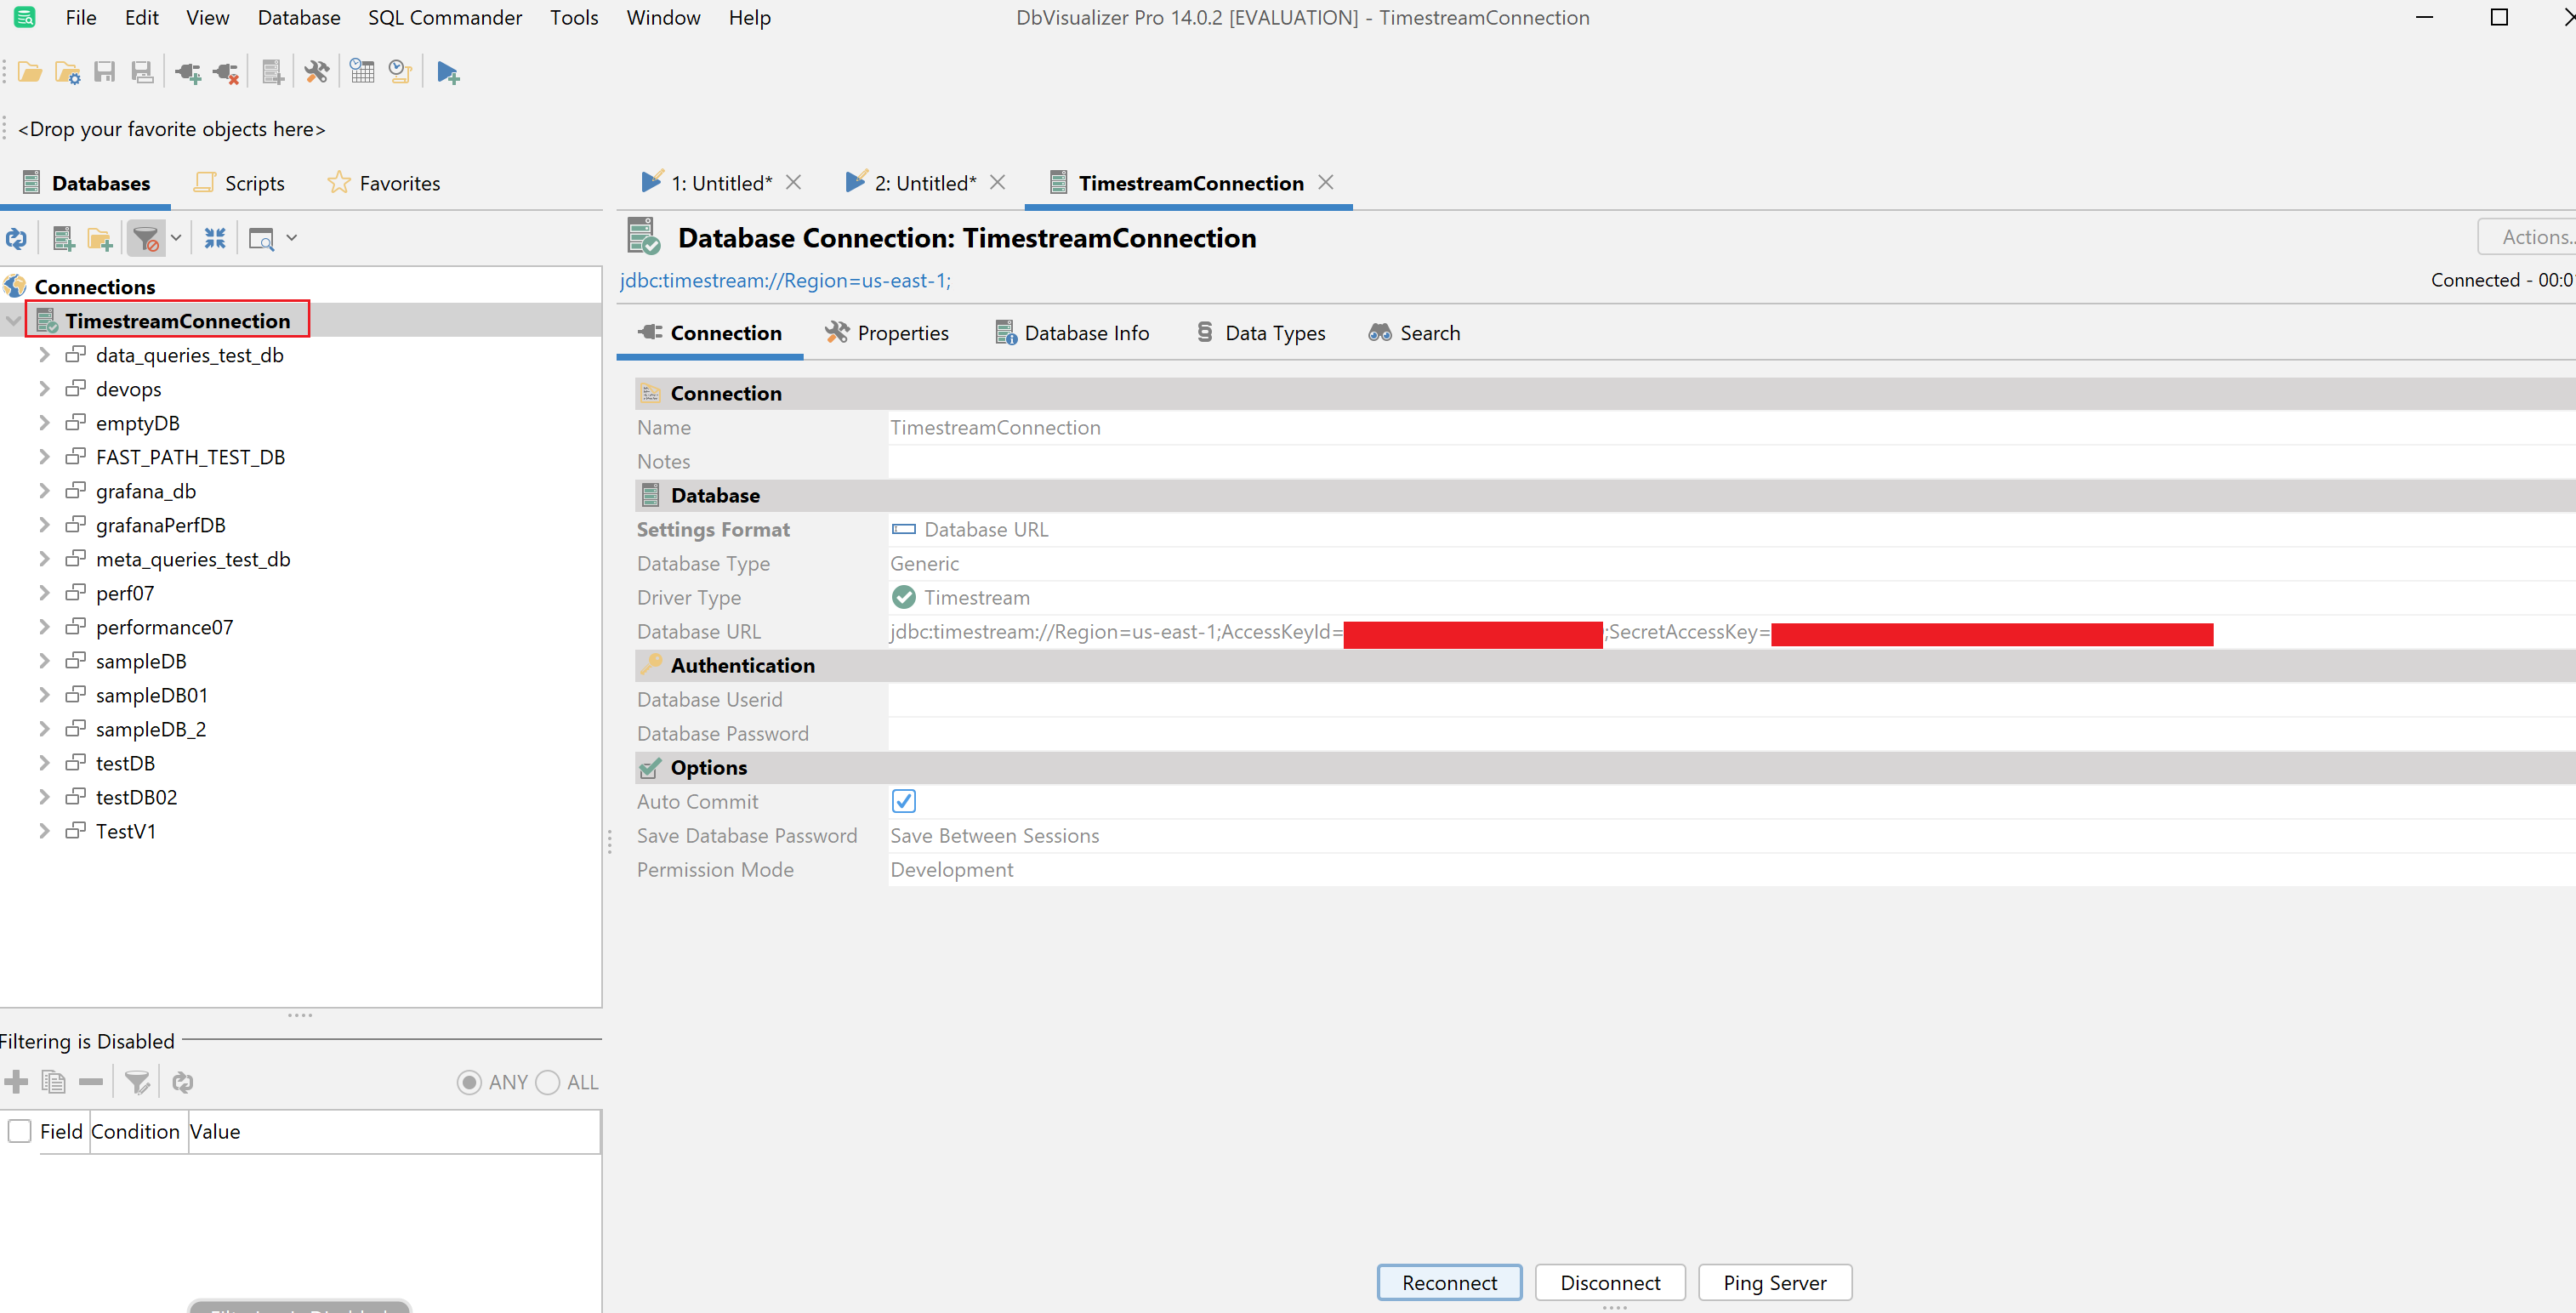 File Edit View Database SQL Commander Tools Window Help
DbVisualizer Pro 14.0.2 [EVALUATION] - TimestreamConnection
<Drop your favorite objects here>
Databases Scripts Favorites
1: Untitled* 2: Untitled* TimestreamConnection
Database Connection: TimestreamConnection
Actions..
jdbc:timestream://Region=us-east-1;
Connected - 00:0
Connections
TimestreamConnection
data_queries_test_db
devops
emptyDB
FAST_PATH_TEST_DB
grafana_db
grafanaPerfDB
meta_queries_test_db
perf07
performance07
sampleDB
sampleDB01
sampleDB_2
testDB
testDB02
TestV1
Connection Properties Database Info Data Types Search
Connection
Name TimestreamConnection
Notes
Database
Settings Format Database URL
Database Type Generic
Driver Type Timestream
Database URL jdbc:timestream://Region=us-east-1;AccessKeyId= ;SecretAccessKey=
Authentication
Database Userid
Database Password
Options
Auto Commit
Save Database Password Save Between Sessions
Permission Mode Development
Filtering is Disabled
ANY ALL
Field Condition Value
Reconnect Disconnect Ping Server